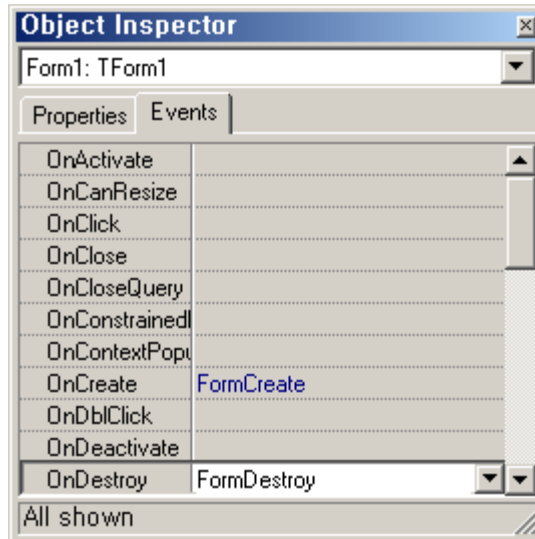 Object Inspector
Form1: TForm1
Properties Events
OnActivate
OnCanResize
OnClick
OnClose
OnCloseQuery
OnConstrainedI
OnContextPopu
OnCreate FormCreate
OnDblClick
OnDeactivate
OnDestroy FormDestroy
All shown